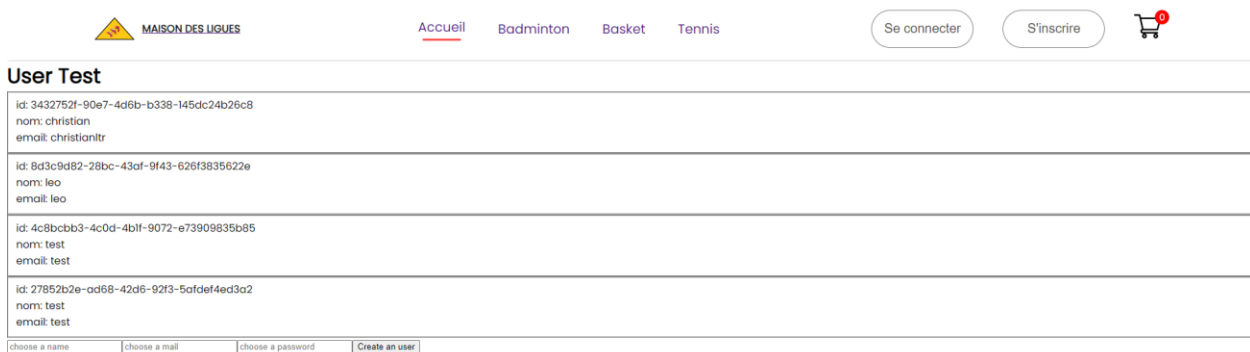 MAISON DES LIGUES Accueil Badminton Basket Tennis Se connecter S'inscrire 0
User Test
id: 3432752f-90e7-4d6b-b338-145dc24b26c8
nom: christian
email: christianltr
id: 8d3c9d82-28bc-43af-9f43-626f3835622e
nom: leo
email: leo
id: 4c8bcbb3-4c0d-4b1f-9072-e73909835b85
nom: test
email: test
id: 27852b2e-ad68-42d6-92f3-5afdef4ed3a2
nom: test
email: test
choose a name choose a mail choose a password Create an user